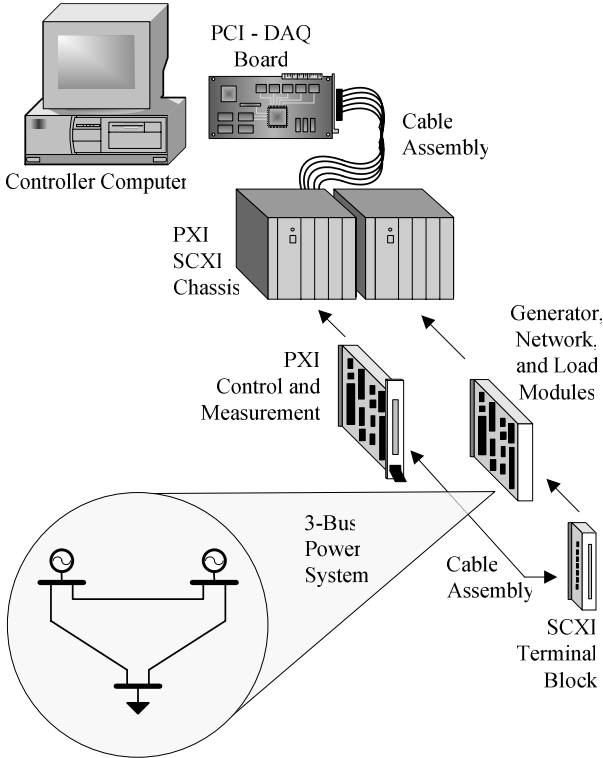 PCI - DAQ
Board
Cable
Assembly
Controller Computer
PXI
SCXI
Chassis
Generator,
Network,
and Load
Modules
PXI
Control and
Measurement
3-Bus
Power
System
Cable
Assembly
SCXI
Terminal
Block